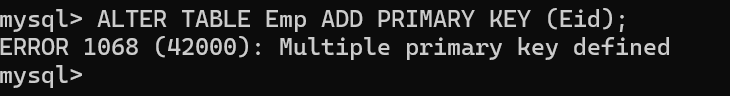 mysql> ALTER TABLE Emp ADD PRIMARY KEY (Eid);
ERROR 1068 (42000): Multiple primary key defined
mysql>